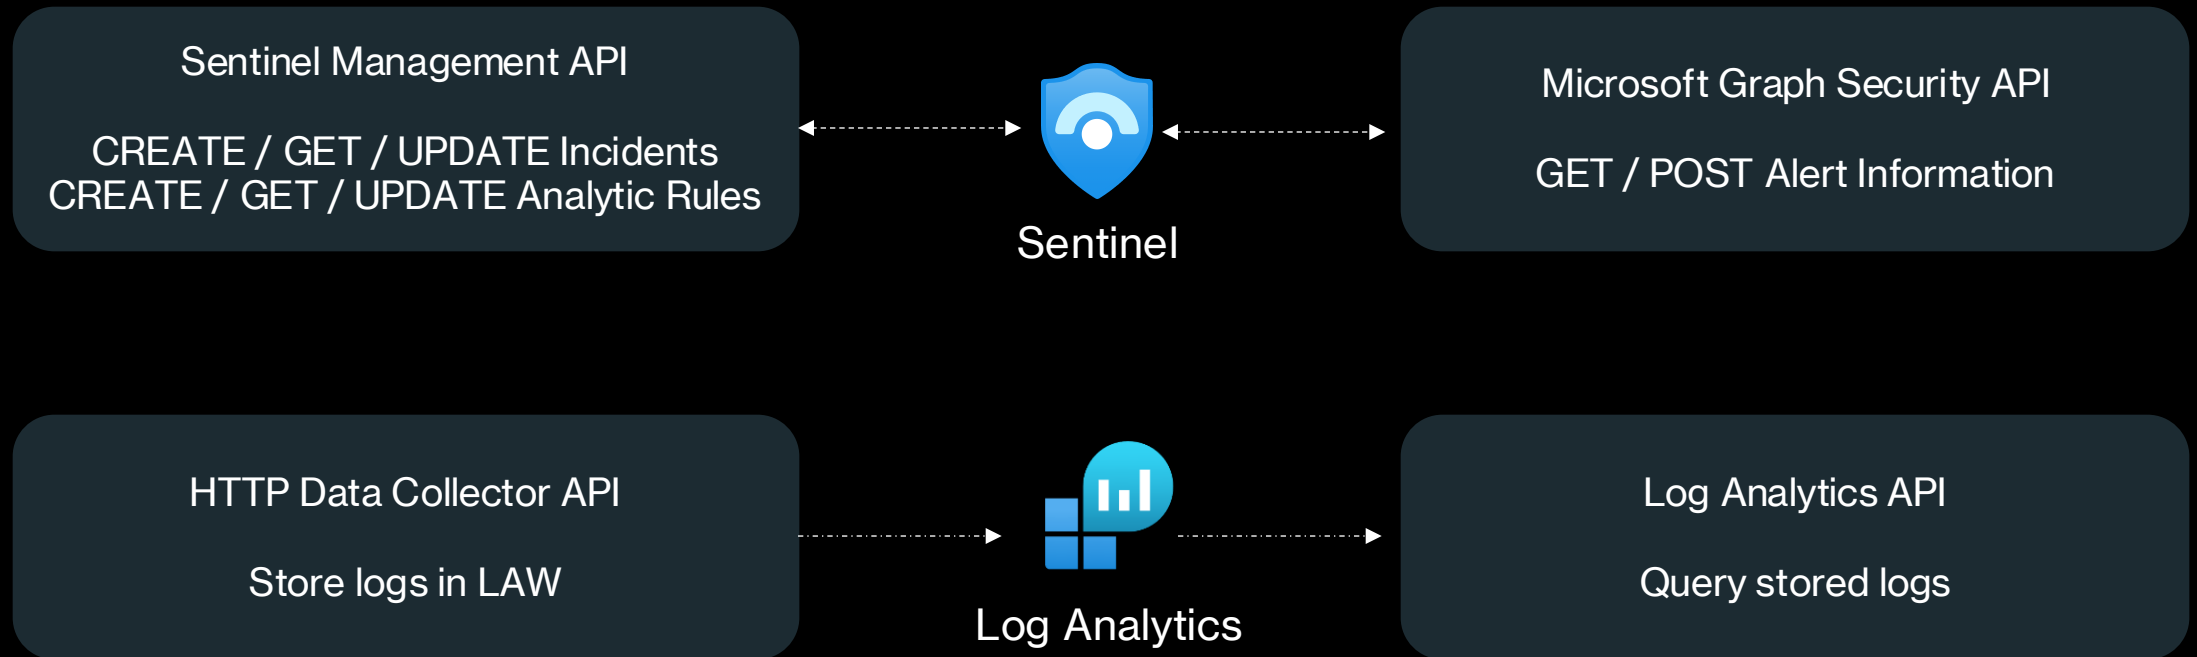 Sentinel Management API
CREATE / GET / UPDATE Incidents
CREATE / GET / UPDATE Analytic Rules
Sentinel
Microsoft Graph Security API
GET / POST Alert Information
HTTP Data Collector API
Store logs in LAW
Log Analytics
Log Analytics API
Query stored logs